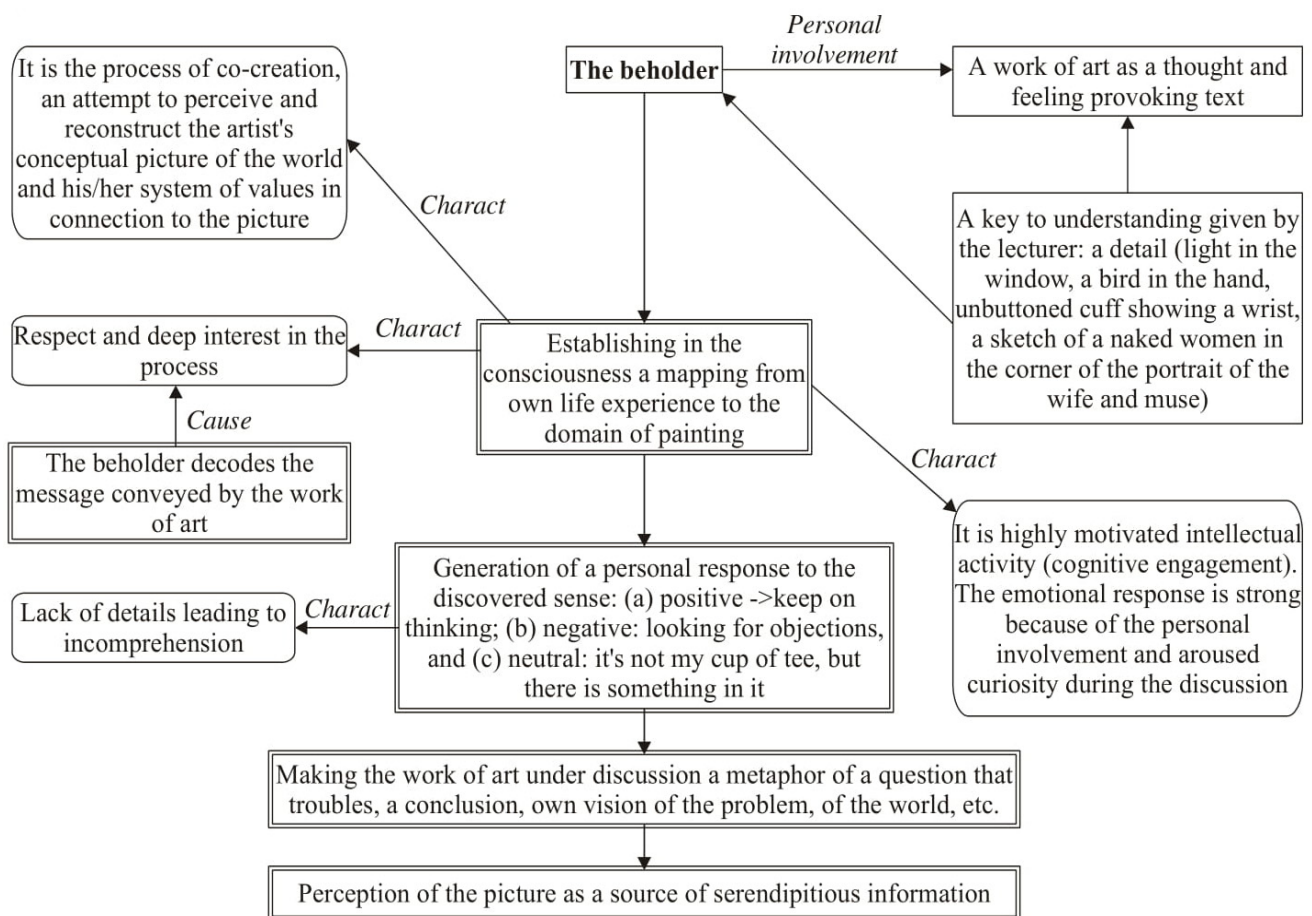 It is the process of co-creation,
an attempt to perceive and
reconstruct the artist's
conceptual picture of the world
and his/her system of values in
connection to the picture
The beholder
Personal
involvement
A work of art as a thought and
feeling provoking text
Charact
A key to understanding given by
the lecturer: a detail (light in the
window, a bird in the hand,
unbuttoned cuff showing a wrist,
a sketch of a naked women in
the corner of the portrait of the
wife and muse)
Respect and deep interest in the
process
Charact
Establishing in the
consciousness a mapping from
own life experience to the
domain of painting
Cause
The beholder decodes the
message conveyed by the work
of art
Charact
It is highly motivated intellectual
activity (cognitive engagement).
The emotional response is strong
because of the personal
involvement and aroused
curiosity during the discussion
Lack of details leading to
incomprehension
Charact
Generation of a personal response to the
discovered sense: (a) positive ->keep on
thinking; (b) negative: looking for objections,
and (c) neutral: it's not my cup of tee, but
there is something in it
Making the work of art under discussion a metaphor of a question that
troubles, a conclusion, own vision of the problem, of the world, etc.
Perception of the picture as a source of serendipitious information